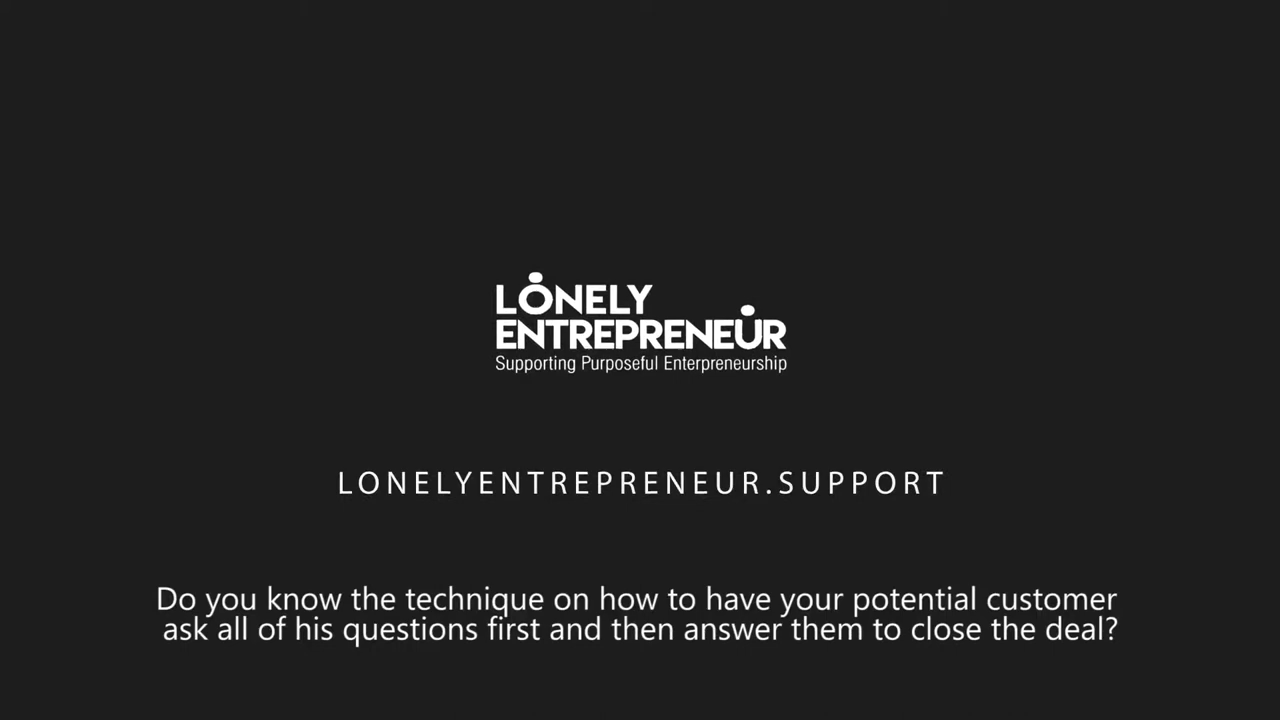 LONELY
ENTREPRENEUR
Supporting Purposeful Enterpreneurship
LONELYENTREPRENEUR.SUPPORT
Do you know the technique on how to have your potential customer
ask all of his questions first and then answer them to close the deal?